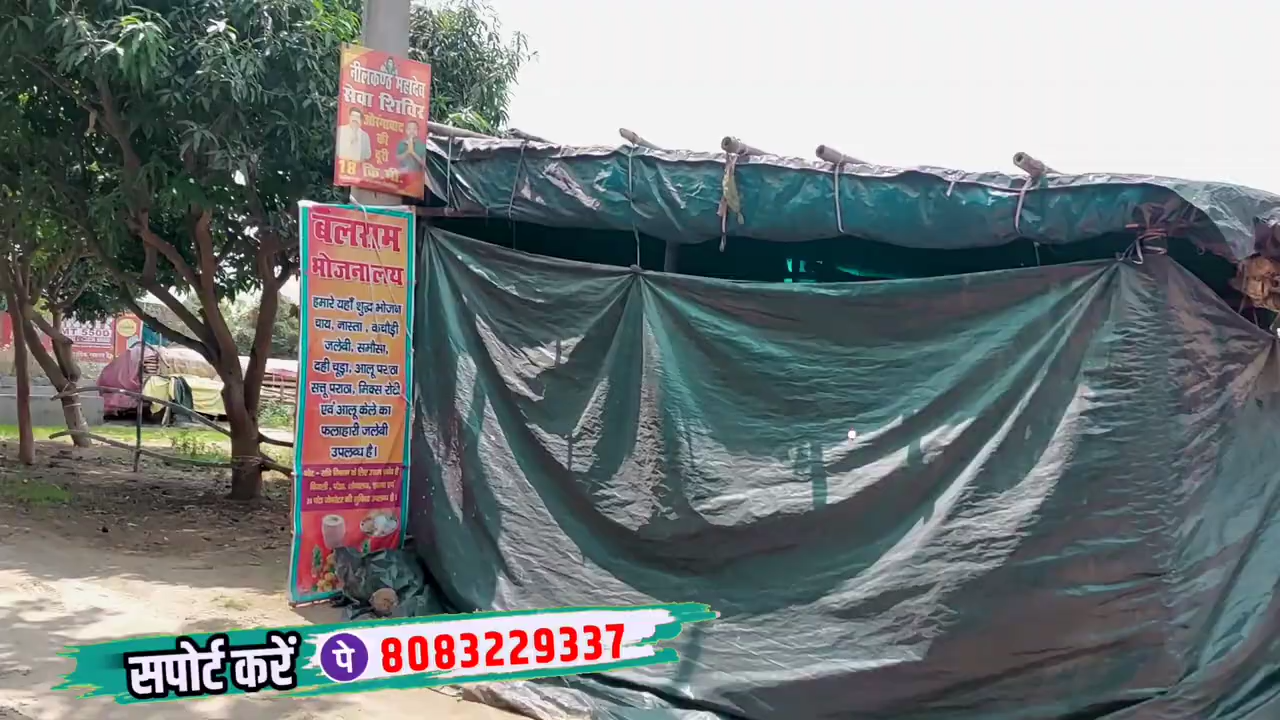 नीलकण्ठ महादेव
सेवा शिविर
औरंगाबाद
की
दूरी
18 कि.मी.
बलराम
भोजनालय
हमारे यहाँ शुद्ध भोजन
चाय, नास्ता , कचौड़ी
जलेबी, समौसा,
दही चूड़ा, आलू पराठा
सत्तू पराठा, मिक्स रोटी
एवं आलू केले का
फलाहारी जलेबी
उपलब्ध है।
सपोर्ट करें पे 8083229337